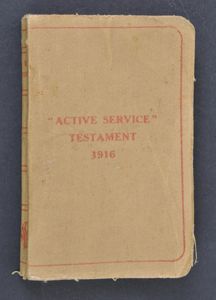 "ACTIVE SERVICE"
TESTAMENT
1916